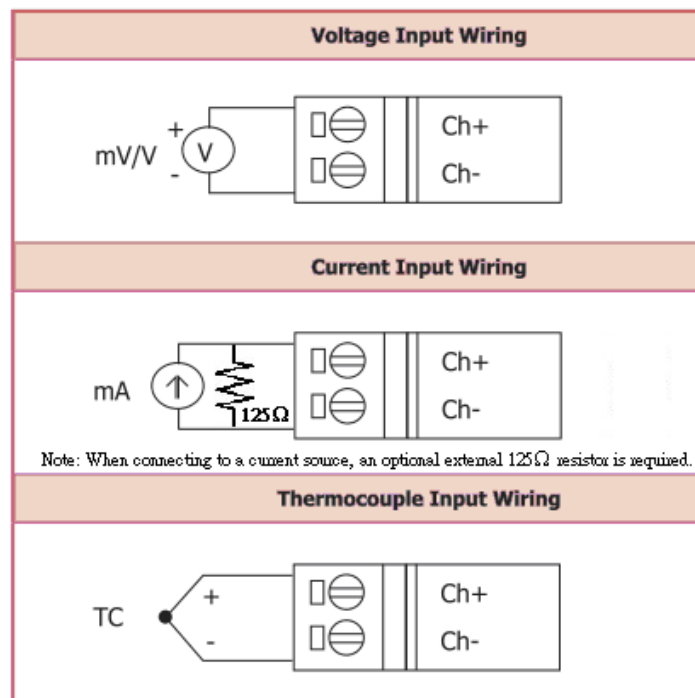 Voltage Input Wiring
mV/V
+
V
-
Ch+
Ch-
Current Input Wiring
mA
125Ω
Ch+
Ch-
Note: When connecting to a current source, an optional external 125Ω resistor is required.
Thermocouple Input Wiring
TC
+
-
Ch+
Ch-